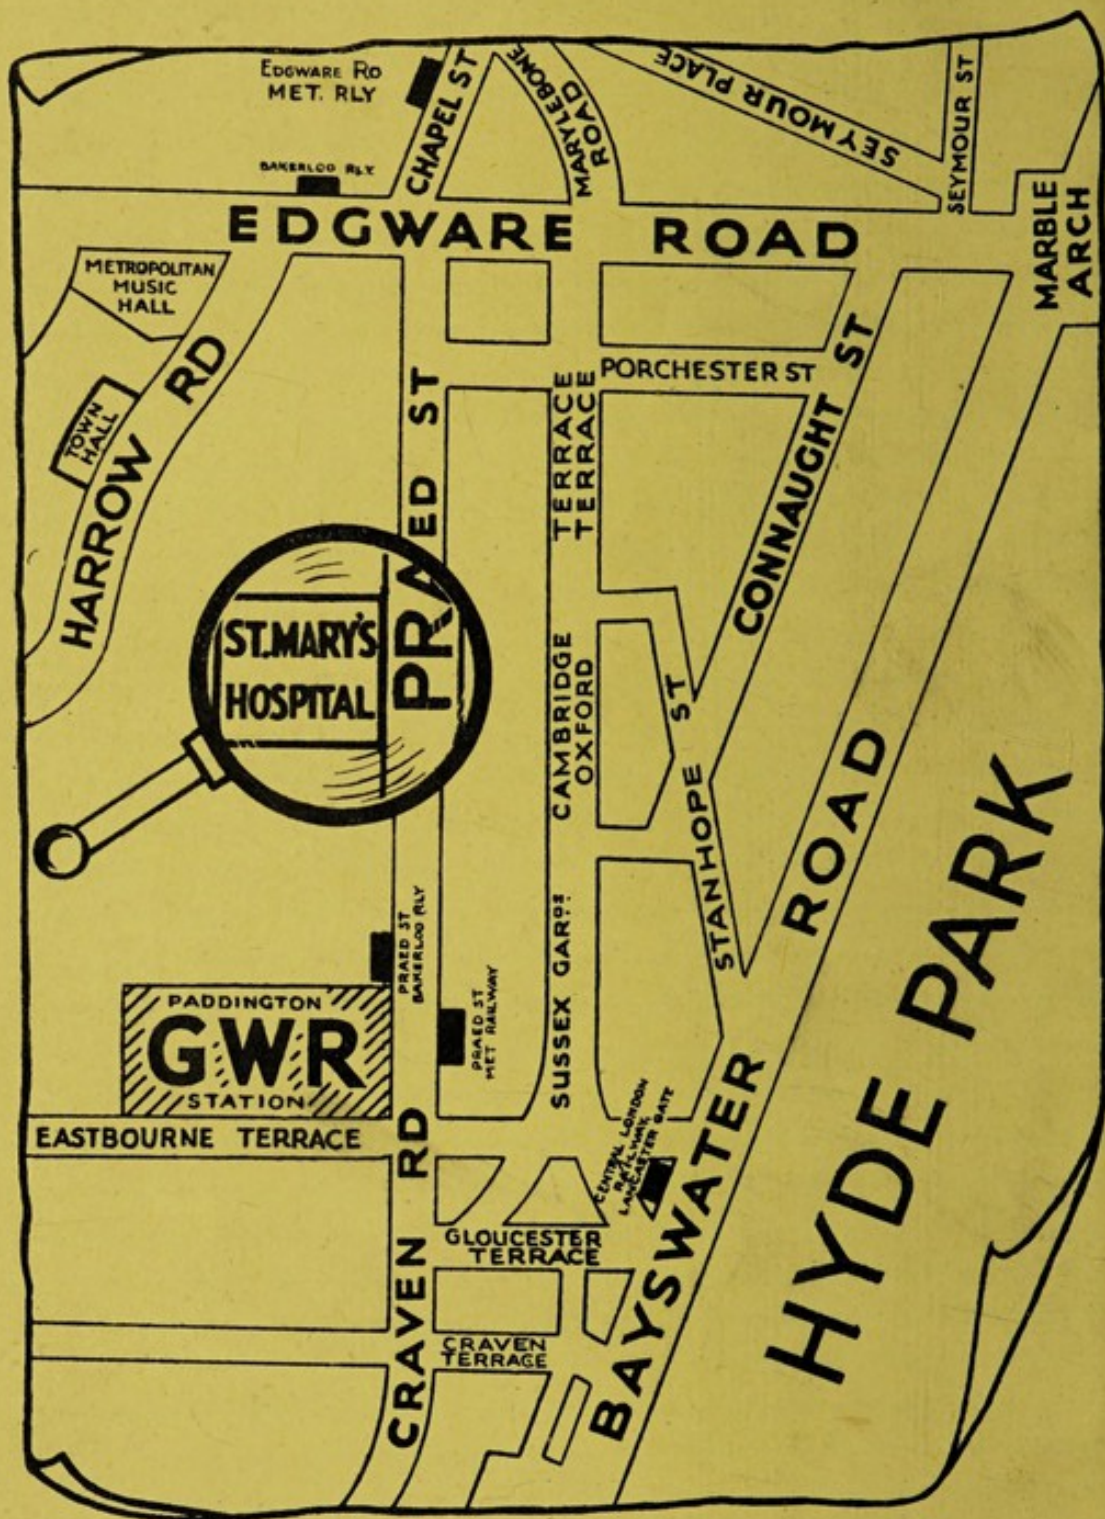 EDGWARE RD
MET. RLY
CHAPEL ST
MARYLEBONE
ROAD
SEYMOUR PLACE
SEYMOUR ST
BAKERLOO RLY.
EDGWARE ROAD
MARBLE
ARCH
METROPOLITAN
MUSIC
HALL
HARROW RD
TOWN
HALL
PRAED ST
PORCHESTER ST
CONNAUGHT ST
CAMBRIDGE TERRACE
OXFORD TERRACE
ST. MARY'S
HOSPITAL
STANHOPE ST
SUSSEX GARDS
PRAED ST
BAKERLOO RLY
PRAED ST
MET RAILWAY
PADDINGTON
G.W.R
STATION
EASTBOURNE TERRACE
CENTRAL LONDON
RAILWAY,
LANCASTER GATE
BAYSWATER ROAD
HYDE PARK
CRAVEN RD
GLOUCESTER
TERRACE
CRAVEN
TERRACE